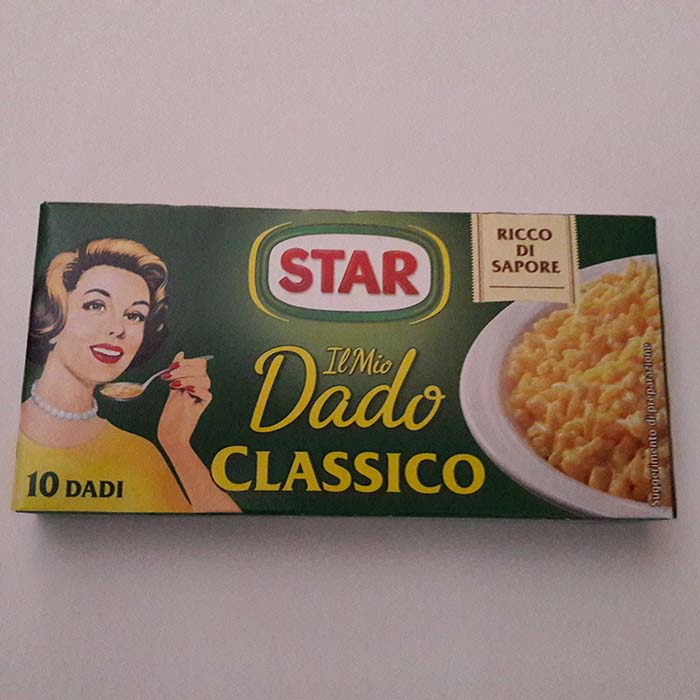 STAR
RICCO
DI
SAPORE
Il Mio
Dado
CLASSICO
10 DADI
Suggerimento di preparazione